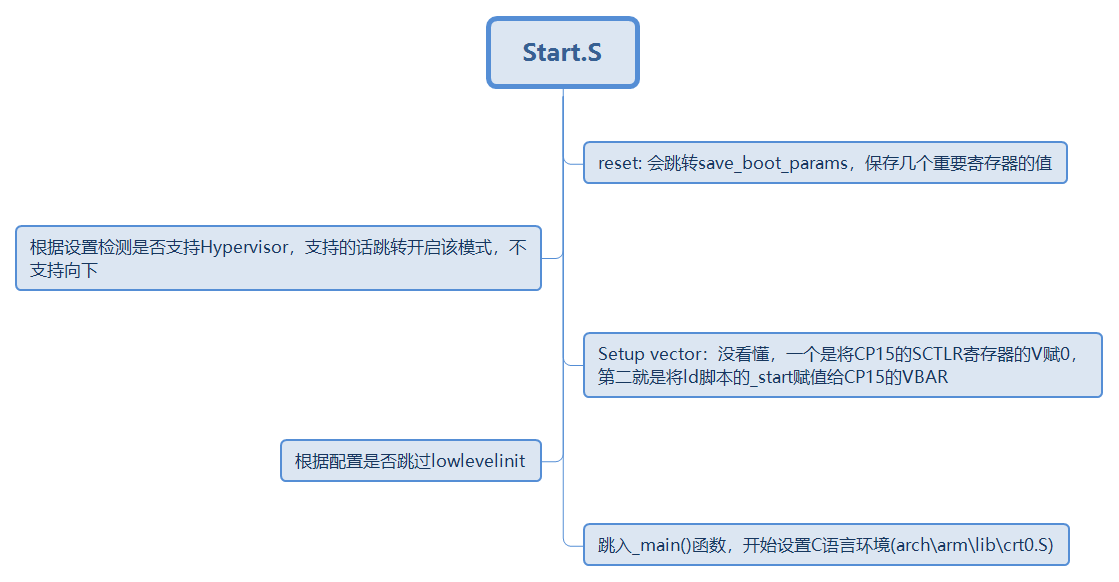 Start.S
reset: 会跳转save_boot_params，保存几个重要寄存器的值
根据设置检测是否支持Hypervisor，支持的话跳转开启该模式，不
支持向下
Setup vector：没看懂，一个是将CP15的SCTLR寄存器的V赋0，
第二就是将ld脚本的_start赋值给CP15的VBAR
根据配置是否跳过lowlevelinit
跳入_main()函数，开始设置C语言环境(arch\arm\lib\crt0.S)